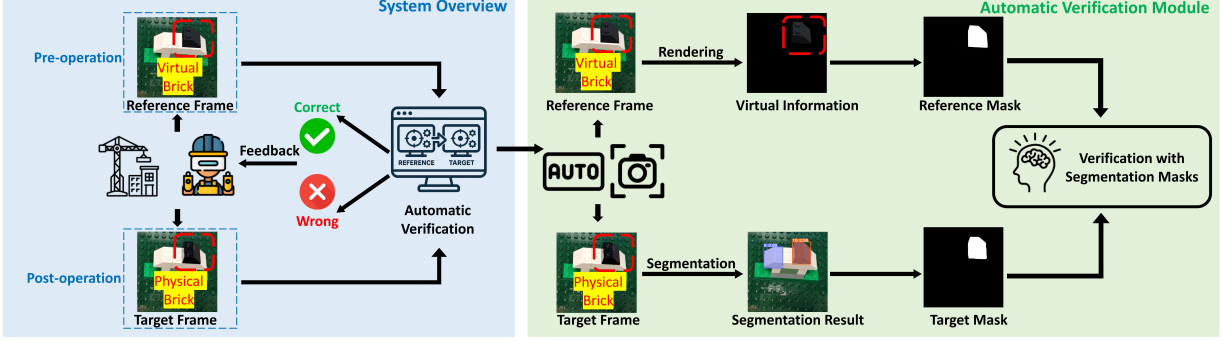 System Overview
Pre-operation
Virtual
Brick
Reference Frame
Correct
Feedback
Wrong
REFERENCE
TARGET
Automatic
Verification
Post-operation
Physical
Brick
Target Frame
Automatic Verification Module
Virtual
Brick
Reference Frame
Rendering
Virtual Information
Reference Mask
AUTO
Verification with
Segmentation Masks
Physical
Brick
Target Frame
Segmentation
Segmentation Result
Target Mask